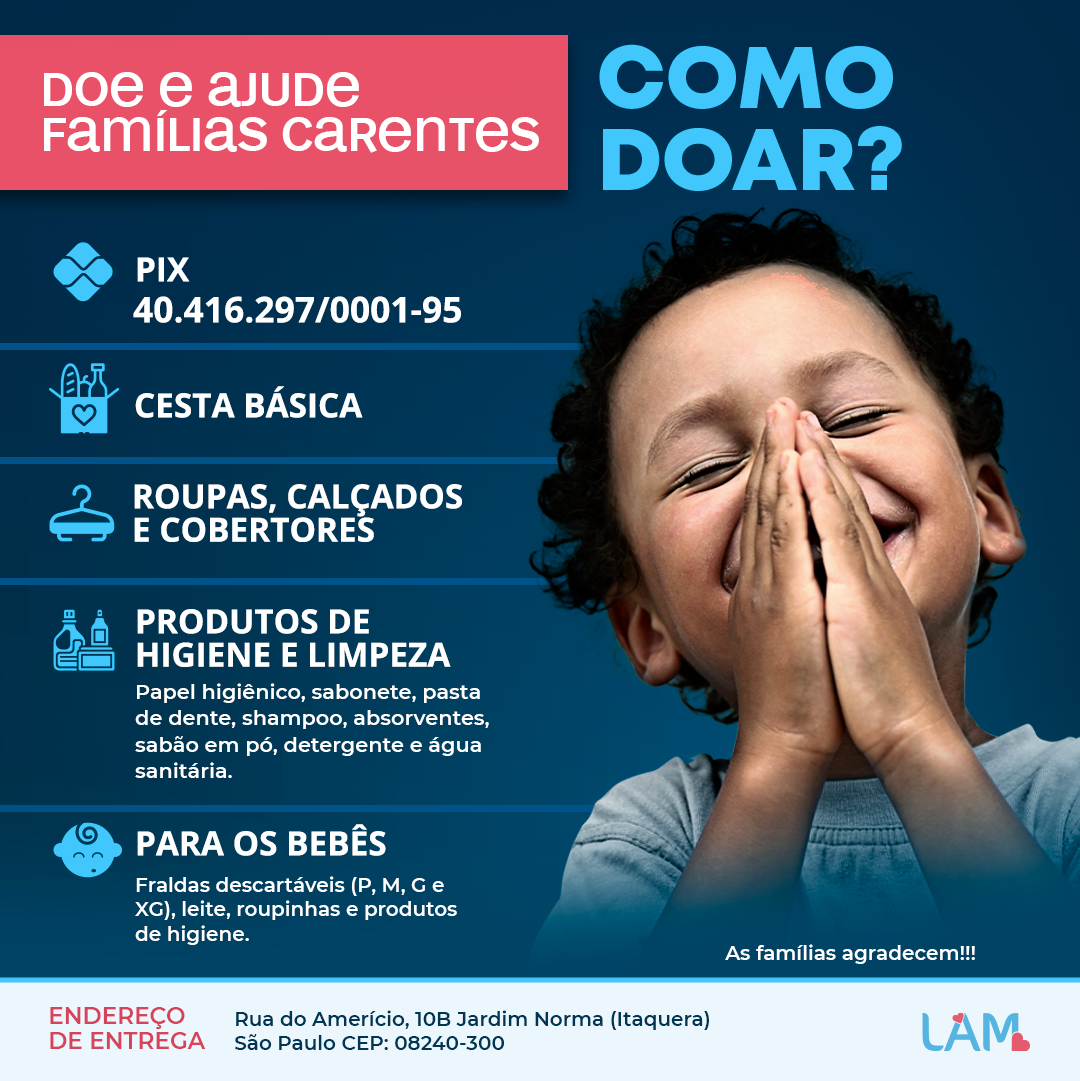 DOE E AJUDE
FAMÍLIAS CARENTES
COMO
DOAR?
PIX
40.416.297/0001-95
CESTA BÁSICA
ROUPAS, CALÇADOS
E COBERTORES
PRODUTOS DE
HIGIENE E LIMPEZA
Papel higiênico, sabonete, pasta
de dente, shampoo, absorventes,
sabão em pó, detergente e água
sanitária.
PARA OS BEBÊS
Fraldas descartáveis (P, M, G e
XG), leite, roupinhas e produtos
de higiene.
As famílias agradecem!!!
ENDEREÇO
DE ENTREGA
Rua do Amerício, 10B Jardim Norma (Itaquera)
São Paulo CEP: 08240-300
LAM